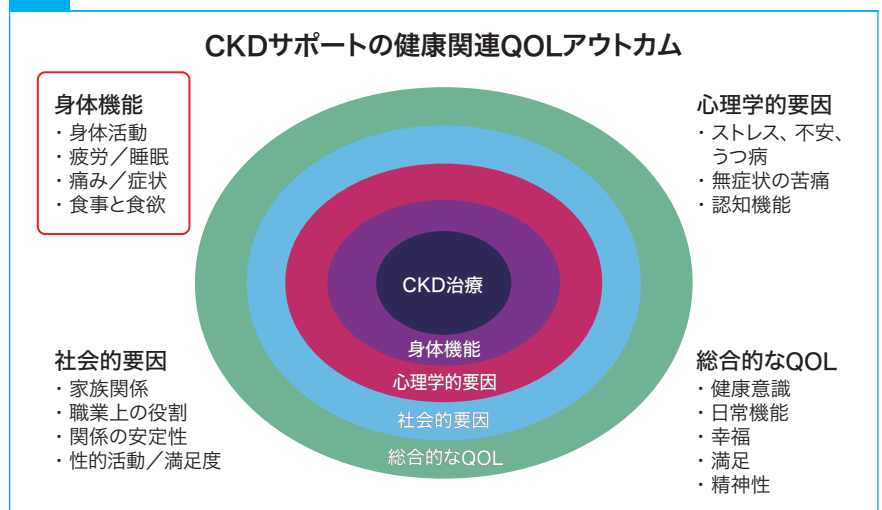 CKDサポートの健康関連QOLアウトカム
身体機能
・身体活動
・疲労／睡眠
・痛み／症状
・食事と食欲
心理学的要因
・ストレス、不安、
うつ病
・無症状の苦痛
・認知機能
CKD治療
身体機能
心理学的要因
社会的要因
総合的なQOL
社会的要因
・家族関係
・職業上の役割
・関係の安定性
・性的活動／満足度
総合的なQOL
・健康意識
・日常機能
・幸福
・満足
・精神性